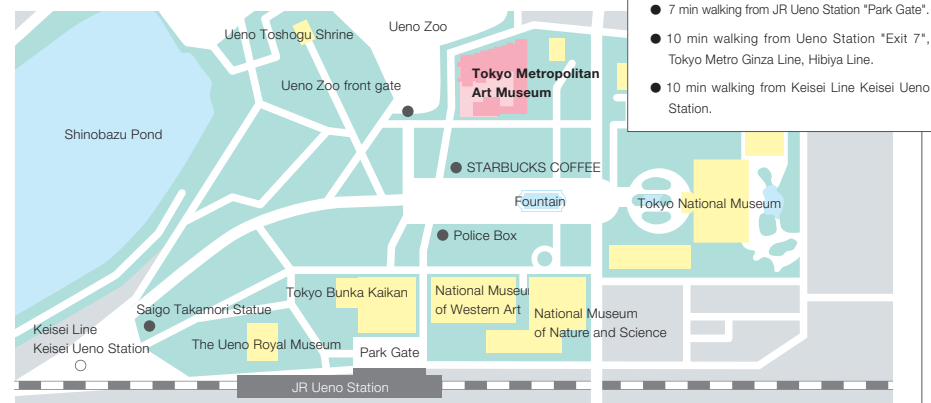 ● 7 min walking from JR Ueno Station "Park Gate".
● 10 min walking from Ueno Station "Exit 7",
Tokyo Metro Ginza Line, Hibiya Line.
● 10 min walking from Keisei Line Keisei Ueno
Station.
Ueno Zoo
Ueno Toshogu Shrine
Tokyo Metropolitan
Art Museum
Ueno Zoo front gate
Shinobazu Pond
STARBUCKS COFFEE
Fountain
Tokyo National Museum
Police Box
Tokyo Bunka Kaikan
National Museum
of Western Art
Saigo Takamori Statue
National Museum
of Nature and Science
Keisei Line
Keisei Ueno Station
The Ueno Royal Museum
Park Gate
JR Ueno Station